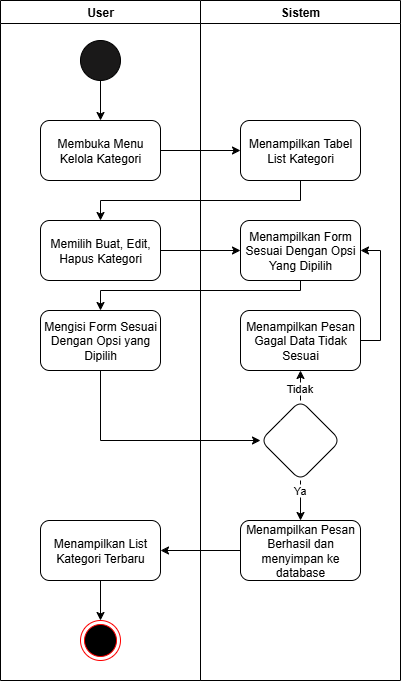 User
Sistem
Membuka Menu
Kelola Kategori
Menampilkan Tabel
List Kategori
Memilih Buat, Edit,
Hapus Kategori
Menampilkan Form
Sesuai Dengan Opsi
Yang Dipilih
Mengisi Form Sesuai
Dengan Opsi yang
Dipilih
Menampilkan Pesan
Gagal Data Tidak
Sesuai
Tidak
Ya
Menampilkan Pesan
Berhasil dan
menyimpan ke
database
Menampilkan List
Kategori Terbaru